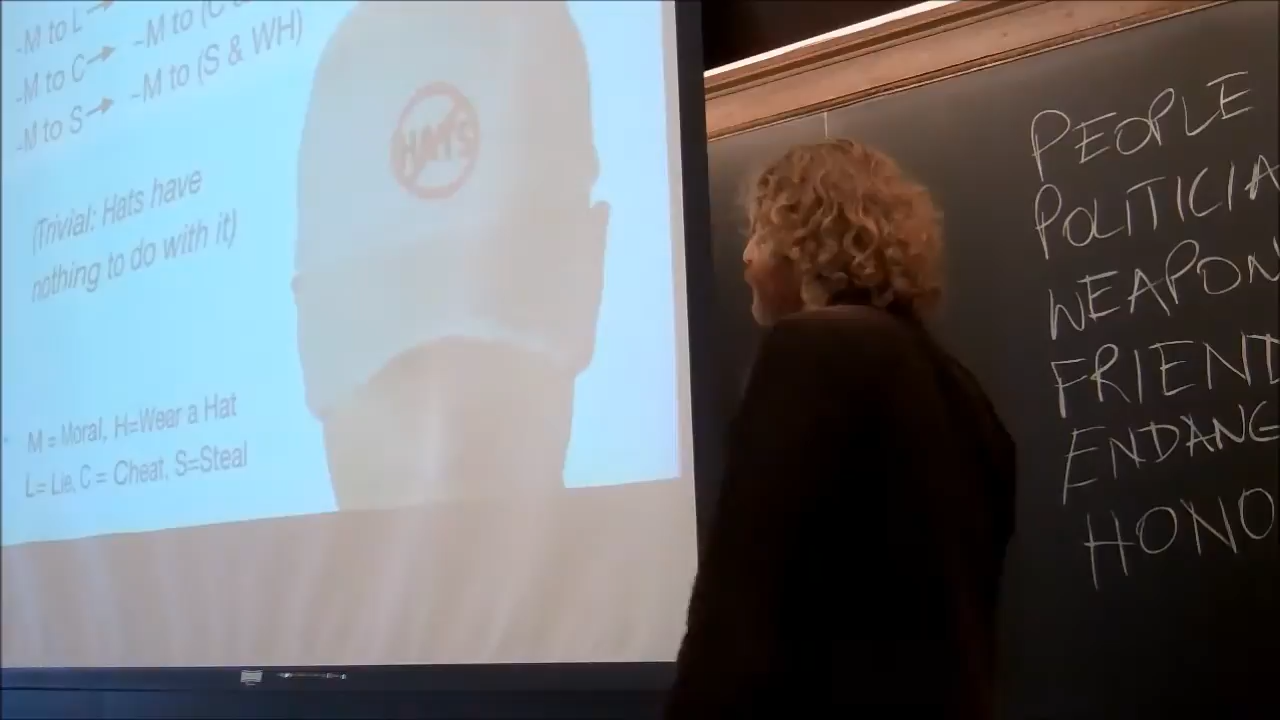 -M to L→ -M to (C
-M to C→ -M to (S & WH)
-M to S→
(Trivial: Hats have
nothing to do with it)
M = Moral, H=Wear a Hat
L= Lie, C = Cheat, S=Steal
HATS
PEOPLE
POLITICIA
WEAPON
FRIEND
ENDANG
HONO